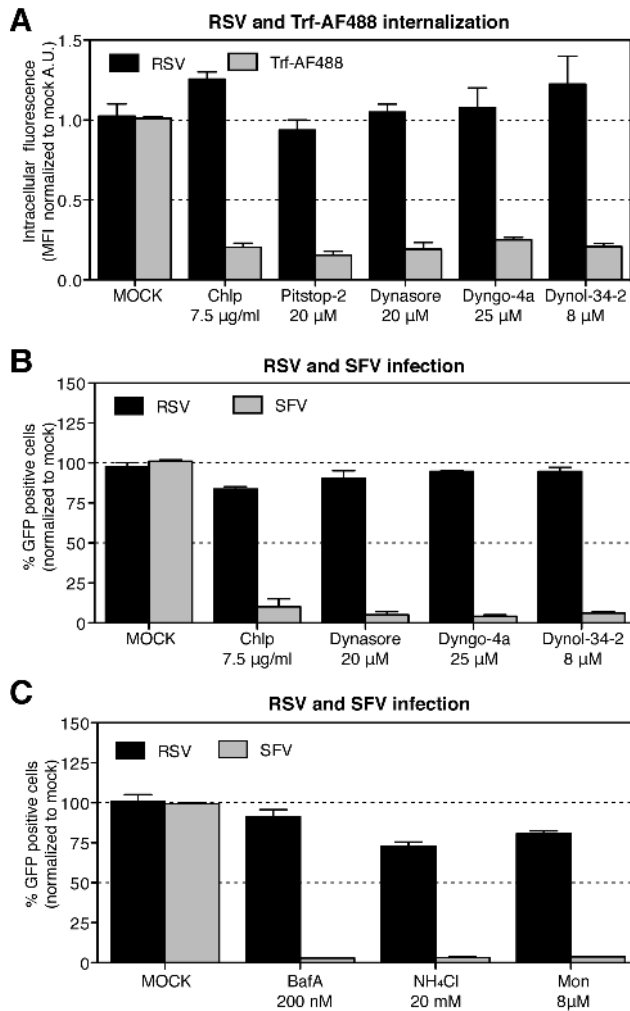 A
RSV and Trf-AF488 internalization
Intracellular fluorescence
(MFI normalized to mock A.U.)
1.5
1.0
0.5
0.0
RSV
Trf-AF488
MOCK
Chlp
7.5 µg/ml
Pitstop-2
20 µM
Dynasore
20 µM
Dyngo-4a
25 µM
Dynol-34-2
8 µM
B
RSV and SFV infection
% GFP positive cells
(normalized to mock)
150
125
100
75
50
25
0
RSV
SFV
MOCK
Chlp
7.5 µg/ml
Dynasore
20 µM
Dyngo-4a
25 µM
Dynol-34-2
8 µM
C
RSV and SFV infection
% GFP positive cells
(normalized to mock)
150
125
100
75
50
25
0
RSV
SFV
MOCK
BafA
200 nM
NH₄Cl
20 mM
Mon
8µM